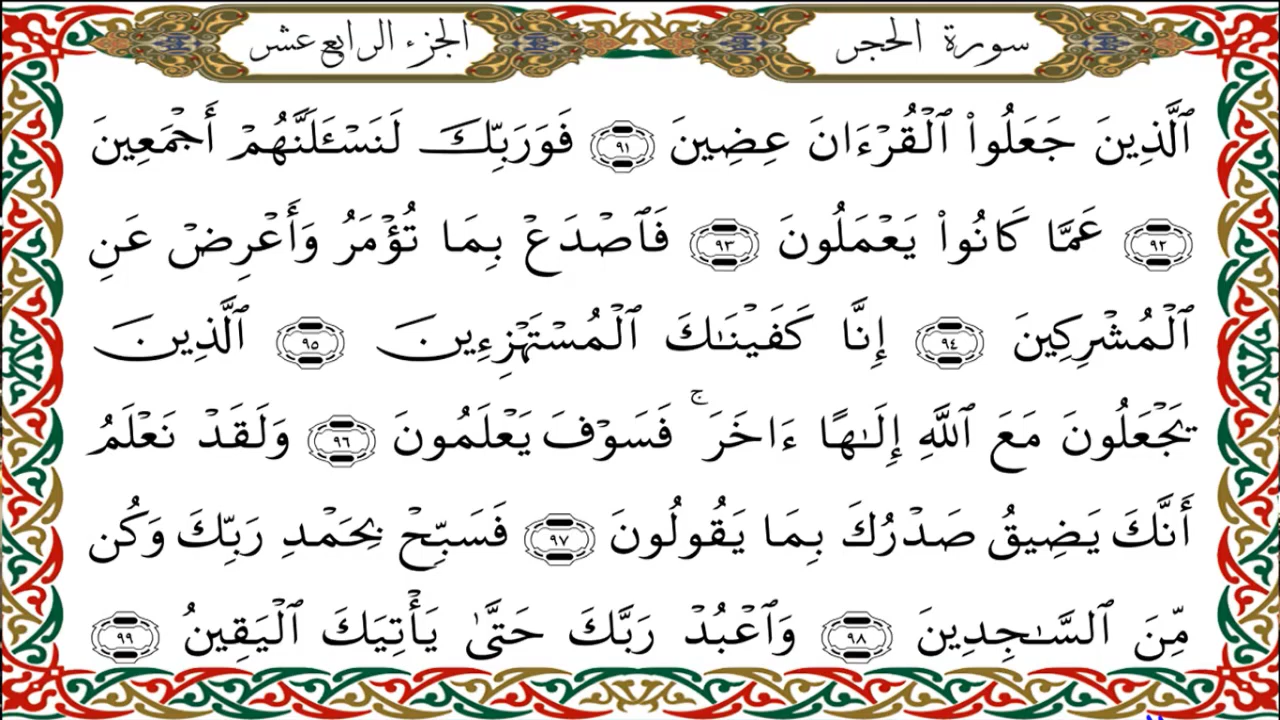 سورة الحجر
الجزء الرابع عشر
ٱلَّذِينَ جَعَلُوا۟ ٱلْقُرْءَانَ عِضِينَ ٩١ فَوَرَبِّكَ لَنَسْـَٔلَنَّهُمْ أَجْمَعِينَ
٩٢ عَمَّا كَانُوا۟ يَعْمَلُونَ ٩٣ فَٱصْدَعْ بِمَا تُؤْمَرُ وَأَعْرِضْ عَنِ
ٱلْمُشْرِكِينَ ٩٤ إِنَّا كَفَيْنَـٰكَ ٱلْمُسْتَهْزِءِينَ ٩٥ ٱلَّذِينَ
يَجْعَلُونَ مَعَ ٱللَّهِ إِلَـٰهًا ءَاخَرَ ۚ فَسَوْفَ يَعْلَمُونَ ٩٦ وَلَقَدْ نَعْلَمُ
أَنَّكَ يَضِيقُ صَدْرُكَ بِمَا يَقُولُونَ ٩٧ فَسَبِّحْ بِحَمْدِ رَبِّكَ وَكُن
مِّنَ ٱلسَّـٰجِدِينَ ٩٨ وَٱعْبُدْ رَبَّكَ حَتَّىٰ يَأْتِيَكَ ٱلْيَقِينُ ٩٩